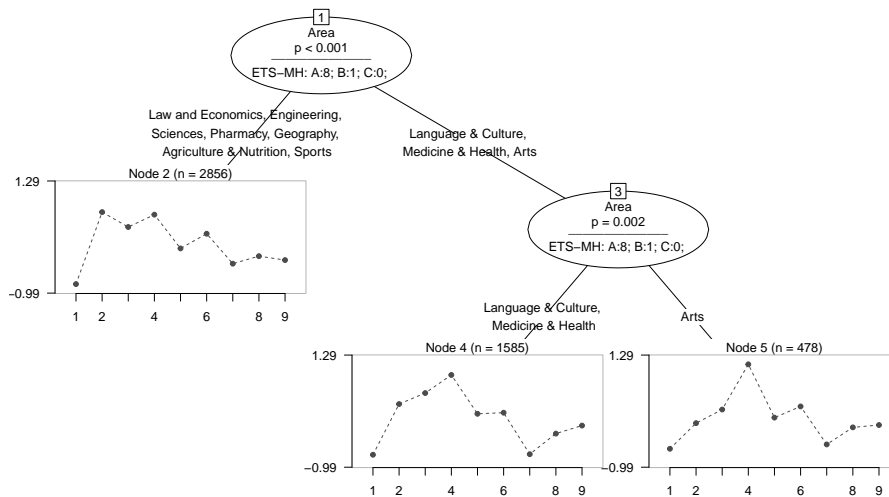 1
Area
p < 0.001
ETS−MH: A:8; B:1; C:0;
Law and Economics, Engineering,
Sciences, Pharmacy, Geography,
Agriculture & Nutrition, Sports
Language & Culture,
Medicine & Health, Arts
Node 2 (n = 2856)
1.29
−0.99
1 2 4 6 8 9
3
Area
p = 0.002
ETS−MH: A:8; B:1; C:0;
Language & Culture,
Medicine & Health
Arts
Node 4 (n = 1585)
1.29
−0.99
1 2 4 6 8 9
Node 5 (n = 478)
1.29
−0.99
1 2 4 6 8 9